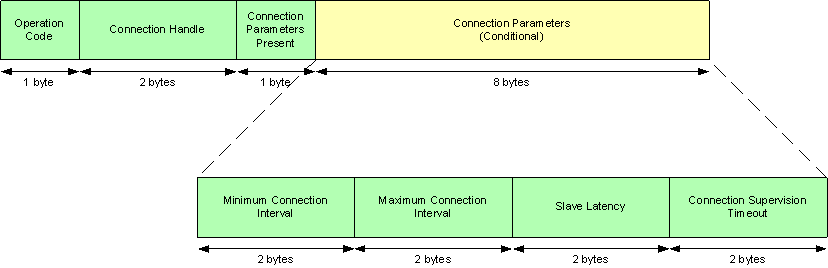 Operation
Code
Connection Handle
Connection
Parameters
Present
Connection Parameters
(Conditional)
1 byte
2 bytes
1 byte
8 bytes
Minimum Connection
Interval
Maximum Connection
Interval
Slave Latency
Connection Supervision
Timeout
2 bytes
2 bytes
2 bytes
2 bytes